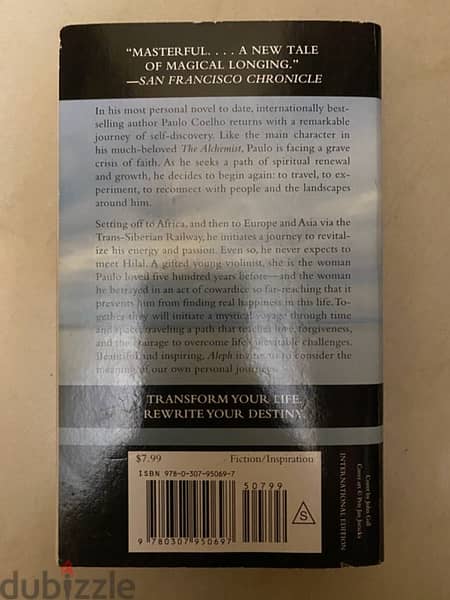 “MASTERFUL. . . . A NEW TALE
OF MAGICAL LONGING.”
—SAN FRANCISCO CHRONICLE
In his most personal novel to date, internationally best-
selling author Paulo Coelho returns with a remarkable
journey of self-discovery. Like the main character in
his much-beloved The Alchemist, Paulo is facing a grave
crisis of faith. As he seeks a path of spiritual renewal
and growth, he decides to begin again: to travel, to ex-
periment, to reconnect with people and the landscapes
around him.
Setting off to Africa, and then to Europe and Asia via the
Trans-Siberian Railway, he initiates a journey to revital-
ize his energy and passion. Even so, he never expects to
meet Hilal. A gifted young violinist, she is the woman
Paulo loved five hundred years before—and the woman
he betrayed in an act of cowardice so far-reaching that it
prevents him from finding real happiness in this life. To-
gether they will initiate a mystical voyage through time
and space, traveling a path that teaches love, forgiveness,
and the courage to overcome life's inevitable challenges.
Beautiful and inspiring, Aleph invites us to consider the
meaning of our own personal journeys.
TRANSFORM YOUR LIFE.
REWRITE YOUR DESTINY.
$7.99 Fiction/Inspiration
ISBN 978-0-307-95069-7
50799
9 780307 950697
S
INTERNATIONAL EDITION
Cover by John Gall
Cover art ©
dubizzle